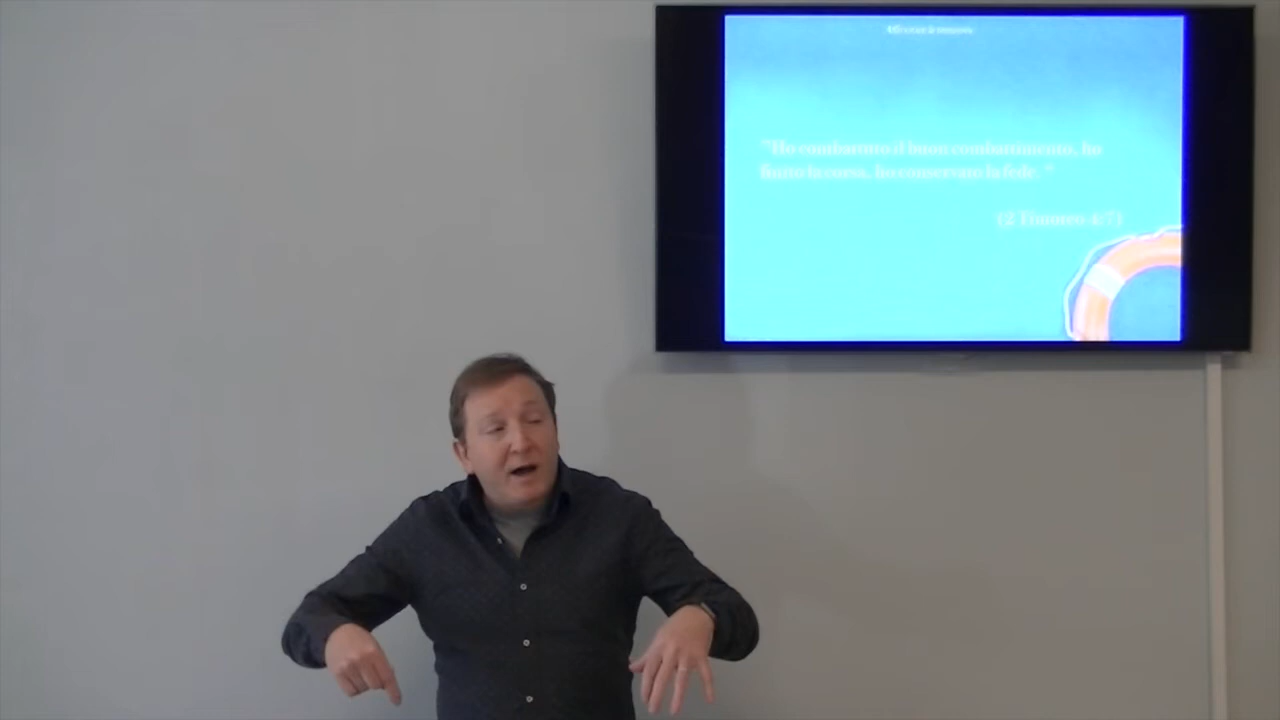 "Ho combattuto il buon combattimento, ho
finito la corsa, ho conservato la fede. "
(2 Timoteo 4:7)